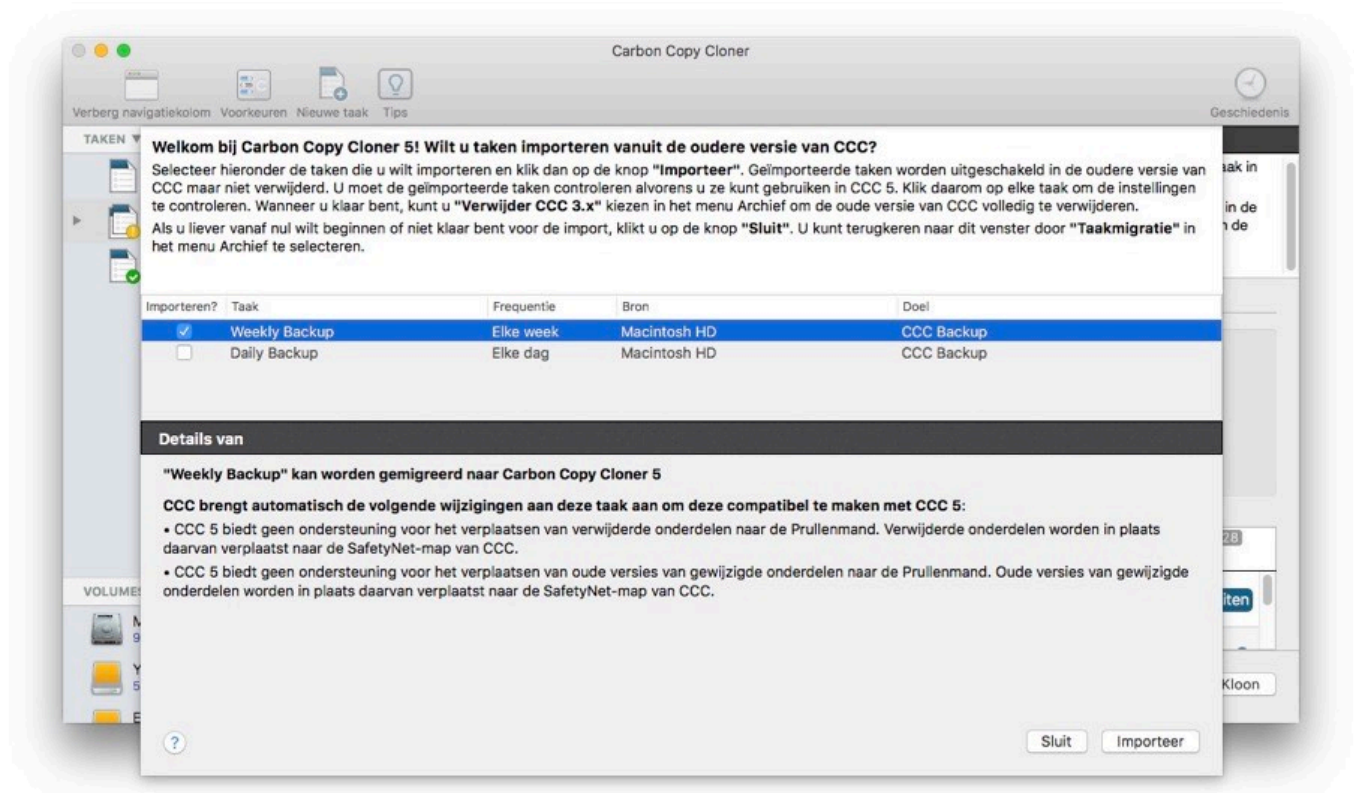 Carbon Copy Cloner
Verberg navigatiekolom Voorkeuren Nieuwe taak Tips Geschiedenis
TAKEN
Welkom bij Carbon Copy Cloner 5! Wilt u taken importeren vanuit de oudere versie van CCC?
Selecteer hieronder de taken die u wilt importeren en klik dan op de knop "Importeer". Geïmporteerde taken worden uitgeschakeld in de oudere versie van
CCC maar niet verwijderd. U moet de geïmporteerde taken controleren alvorens u ze kunt gebruiken in CCC 5. Klik daarom op elke taak om de instellingen
te controleren. Wanneer u klaar bent, kunt u "Verwijder CCC 3.x" kiezen in het menu Archief om de oude versie van CCC volledig te verwijderen.
Als u liever vanaf nul wilt beginnen of niet klaar bent voor de import, klikt u op de knop "Sluit". U kunt terugkeren naar dit venster door "Taakmigratie" in
het menu Archief te selecteren.
in
in de
de
Importeren? Taak Frequentie Bron Doel
Weekly Backup Elke week Macintosh HD CCC Backup
Daily Backup Elke dag Macintosh HD CCC Backup
Details van
"Weekly Backup" kan worden gemigreerd naar Carbon Copy Cloner 5
CCC brengt automatisch de volgende wijzigingen aan deze taak aan om deze compatibel te maken met CCC 5:
• CCC 5 biedt geen ondersteuning voor het verplaatsen van verwijderde onderdelen naar de Prullenmand. Verwijderde onderdelen worden in plaats
daarvan verplaatst naar de SafetyNet-map van CCC.
• CCC 5 biedt geen ondersteuning voor het verplaatsen van oude versies van gewijzigde onderdelen naar de Prullenmand. Oude versies van gewijzigde
onderdelen worden in plaats daarvan verplaatst naar de SafetyNet-map van CCC.
28
Kloon
? Sluit Importeer